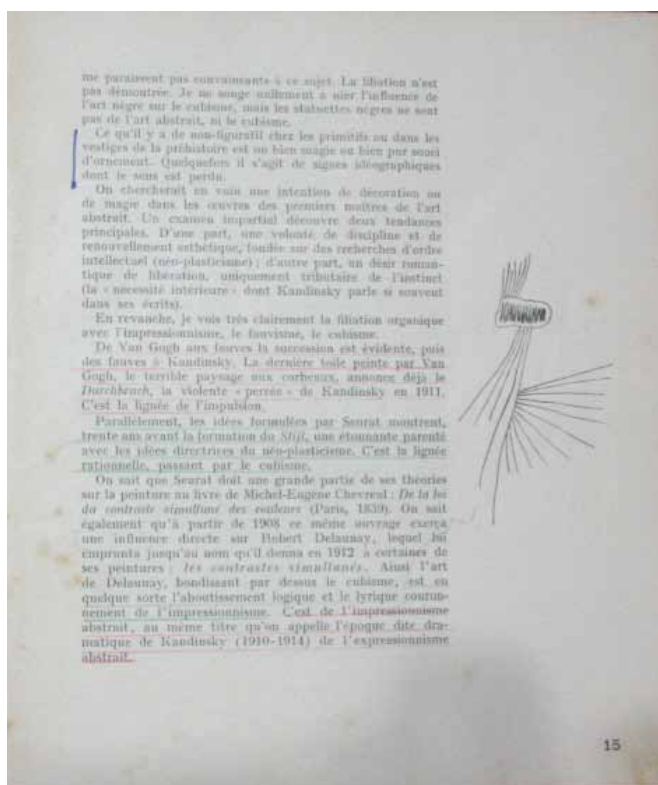 me paraissent pas convaincants à ce sujet. La filiation n'est
pas démontrée. Je ne songe nullement à nier l'influence de
l'art nègre sur le cubisme, mais les statuettes nègres ne sont
pas de l'art abstrait, ni le cubisme.
Ce qu'il y a de non-figuratif chez les primitifs ou dans les
vestiges de la préhistoire est ou bien magie ou bien pur souci
d'ornement. Quelquefois il s'agit de signes idéographiques
dont le sens est perdu.
On chercherait en vain une intention de décoration ou
de magie dans les œuvres des premiers maîtres de l'art
abstrait. Un examen impartial découvre deux tendances
principales. D'une part, une volonté de discipline et de
renouvellement esthétique, fondée sur des recherches d'ordre
intellectuel (néo-plasticisme) ; d'autre part, un désir roman-
tique de libération, uniquement tributaire de l'instinct
(la « nécessité intérieure » dont Kandinsky parle si souvent
dans ses écrits).
En revanche, je vois très clairement la filiation organique
avec l'impressionnisme, le fauvisme, le cubisme.
De Van Gogh aux fauves la succession est évidente, puis
des fauves à Kandinsky. La dernière toile peinte par Van
Gogh, le terrible paysage aux corbeaux, annonce déjà le
Durchbruch, la violente « percée » de Kandinsky en 1911.
C'est la lignée de l'impulsion.
Parallèlement, les idées formulées par Seurat montrent,
trente ans avant la formation du Stijl, une étonnante parenté
avec les idées directrices du néo-plasticisme. C'est la lignée
rationnelle, passant par le cubisme.
On sait que Seurat doit une grande partie de ses théories
sur la peinture au livre de Michel-Eugène Chevreul : De la loi
du contraste simultané des couleurs (Paris, 1839). On sait
également qu'à partir de 1908 ce même ouvrage exerça
une influence directe sur Robert Delaunay, lequel lui
emprunta jusqu'au nom qu'il donna en 1912 à certaines de
ses peintures : les contrastes simultanés. Ainsi l'art
de Delaunay, bondissant par dessus le cubisme, est en
quelque sorte l'aboutissement logique et le lyrique couron-
nement de l'impressionnisme. C'est de l'impressionnisme
abstrait, au même titre qu'on appelle l'époque dite dra-
matique de Kandinsky (1910-1914) de l'expressionnisme
abstrait.
15